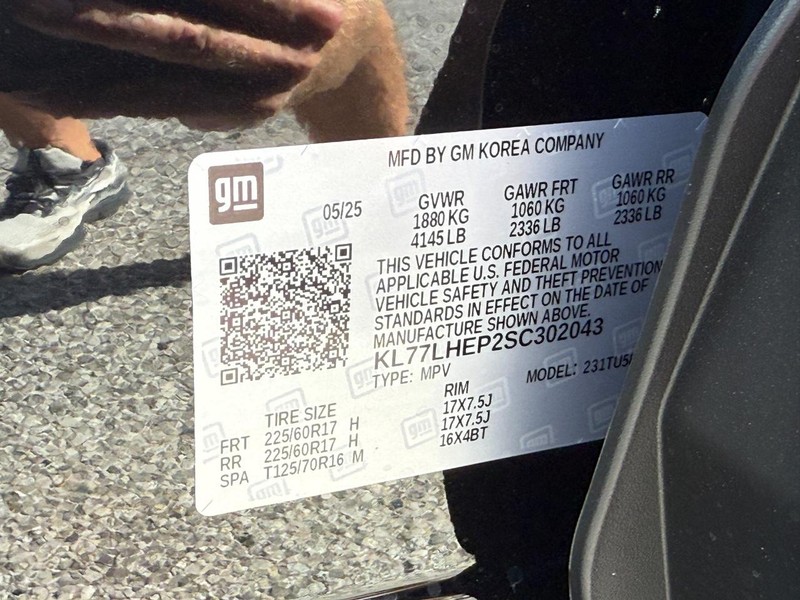 MFD BY GM KOREA COMPANY
gm
05/25
GVWR GAWR FRT GAWR RR
1880 KG 1060 KG 1060 KG
4145 LB 2336 LB 2336 LB
THIS VEHICLE CONFORMS TO ALL
APPLICABLE U.S. FEDERAL MOTOR
VEHICLE SAFETY AND THEFT PREVENTION
STANDARDS IN EFFECT ON THE DATE OF
MANUFACTURE SHOWN ABOVE.
KL77LHEP2SC302043
TYPE: MPV MODEL: 231TU5
TIRE SIZE RIM
FRT 225/60R17 H 17X7.5J
RR 225/60R17 H 17X7.5J
SPA T125/70R16 M 16X4BT